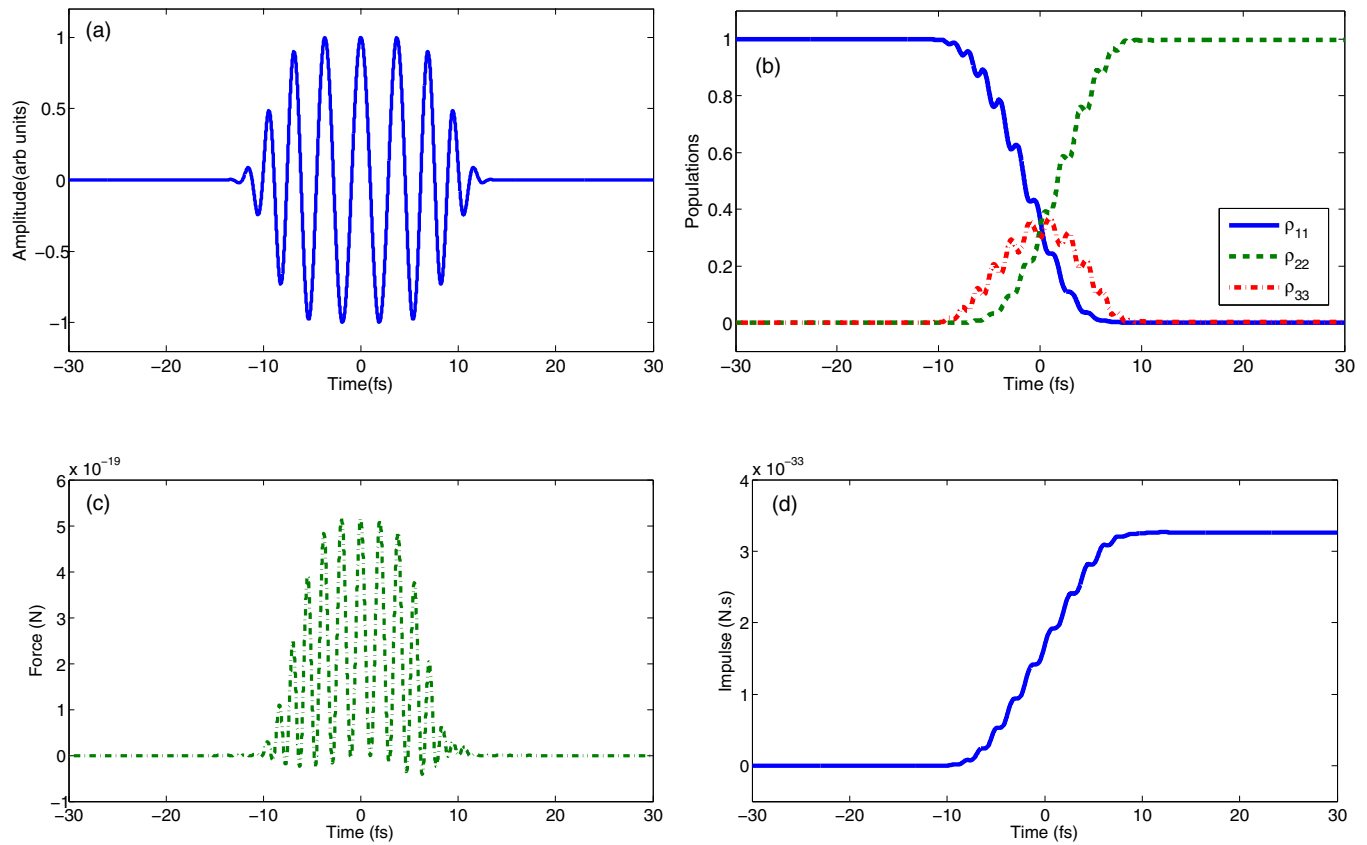 (a)
1
0.5
0
−0.5
−1
Amplitude(arb units)
−30 −20 −10 0 10 20 30
Time(fs)
(b)
1
0.8
0.6
0.4
0.2
0
Populations
ρ11
ρ22
ρ33
−30 −20 −10 0 10 20 30
Time (fs)
x 10−19
(c)
6
5
4
3
2
1
0
−1
Force (N)
−30 −20 −10 0 10 20 30
Time (fs)
x 10−33
(d)
4
3
2
1
0
Impulse (N.s)
−30 −20 −10 0 10 20 30
Time (fs)